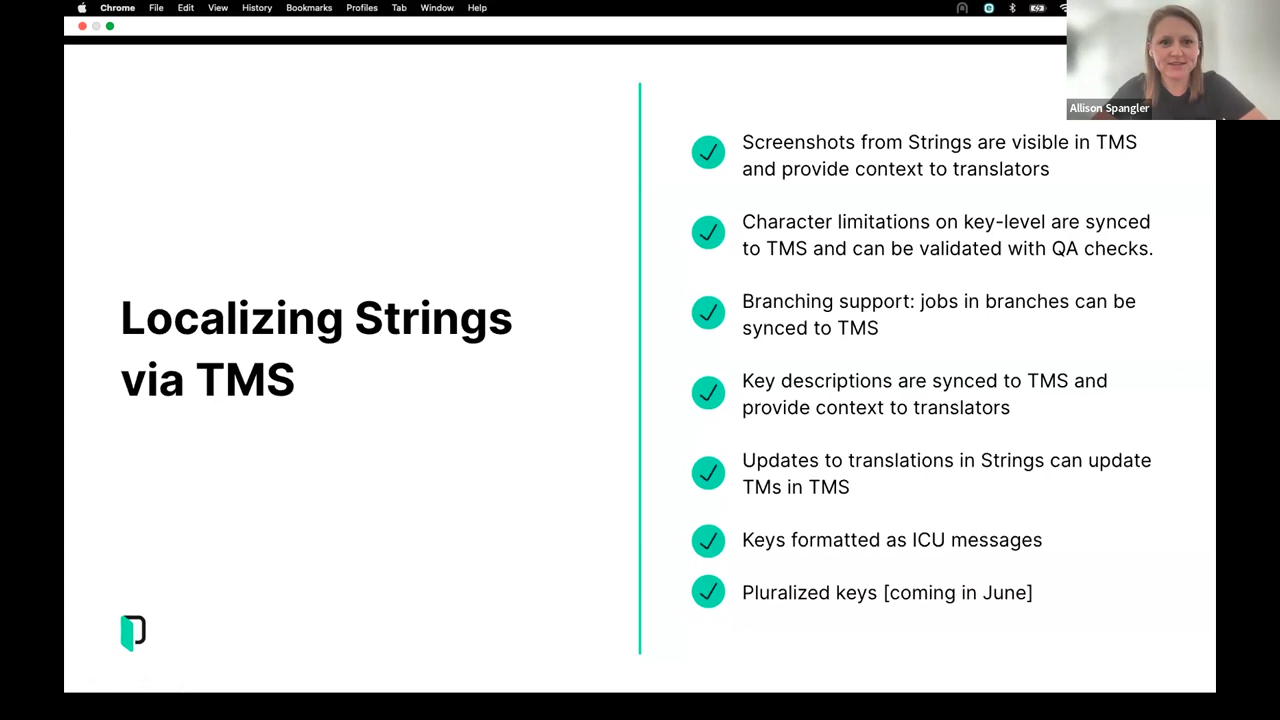 Chrome File Edit View History Bookmarks Profiles Tab Window Help
Allison Spangler
Localizing Strings
via TMS
Screenshots from Strings are visible in TMS
and provide context to translators
Character limitations on key-level are synced
to TMS and can be validated with QA checks.
Branching support: jobs in branches can be
synced to TMS
Key descriptions are synced to TMS and
provide context to translators
Updates to translations in Strings can update
TMs in TMS
Keys formatted as ICU messages
Pluralized keys [coming in June]